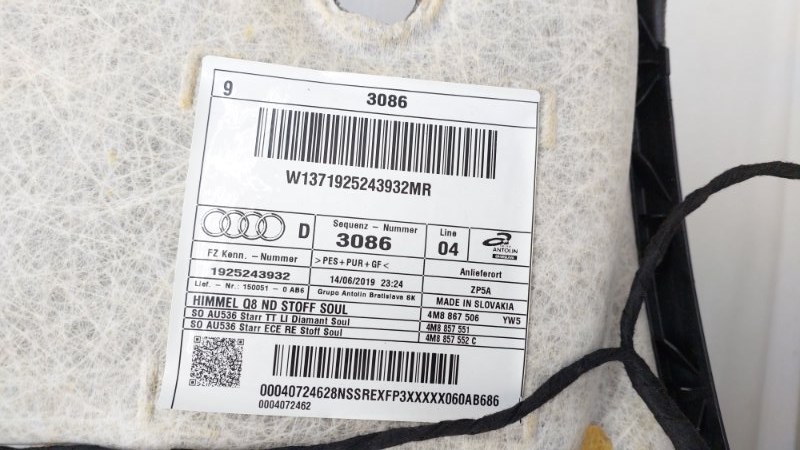 9
3086
W1371925243932MR
D
Sequenz - Nummer
3086
Line
04
ANTOLIN
FZ Kenn. - Nummer
1925243932
>PES+PUR+GF<
14/06/2019 23:24
Anlieferort
ZP5A
Lief. - Nr.: 150051 - 0 AB6
Grupo Antolin Bratislava BK
MADE IN SLOVAKIA
HIMMEL Q8 ND STOFF SOUL
4M8 867 506 YW5
SO AU536 Starr TT LI Diamant Soul
4M8 857 551
SO AU536 Starr ECE RE Stoff Soul
4M8 857 552 C
00040724628NSSREXFP3XXXXX060AB686
0004072462